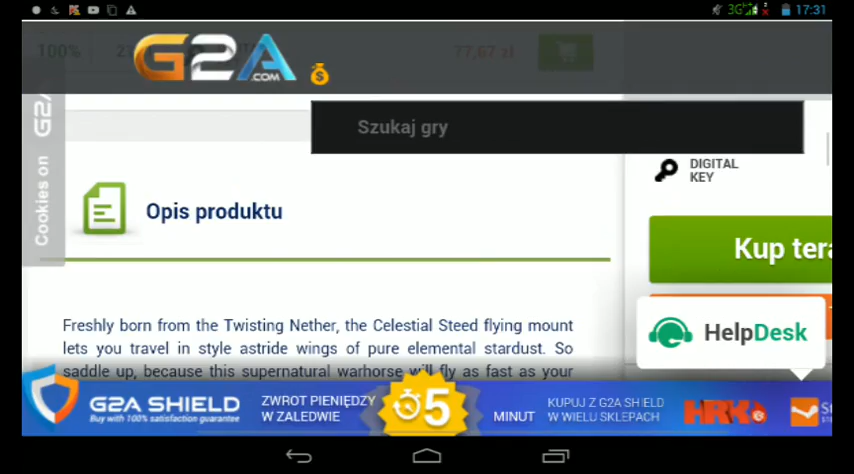 3G
17:31
100%
G2A
.COM
77,67 zł
Szukaj gry
Cookies on G2A
DIGITAL
KEY
Opis produktu
Kup tera
Freshly born from the Twisting Nether, the Celestial Steed flying mount
lets you travel in style astride wings of pure elemental stardust. So
saddle up, because this supernatural warhorse will fly as fast as your
HelpDesk
G2A SHIELD
Buy with 100% satisfaction guarantee
ZWROT PIENIĘDZY
W ZALEDWIE
5
MINUT
KUPUJ Z G2A SHIELD
W WIELU SKLEPACH
HRK